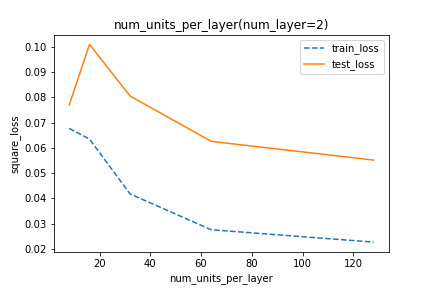 num_units_per_layer(num_layer=2)
train_loss
test_loss
0.10
0.09
0.08
0.07
0.06
0.05
0.04
0.03
0.02
square_loss
20 40 60 80 100 120
num_units_per_layer